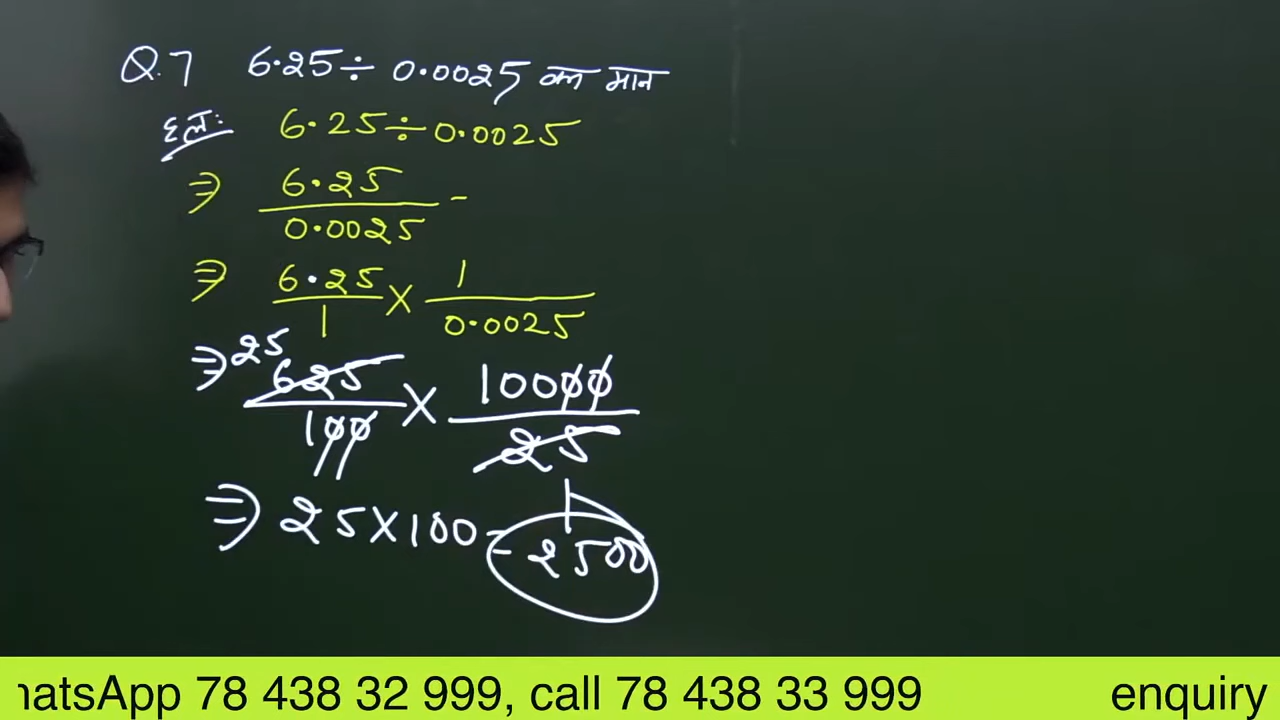 Q.7 6.25 ÷ 0.0025 का मान
हल: 6.25 ÷ 0.0025
⇒ 6.25 / 0.0025 -
⇒ 6.25 / 1 × 1 / 0.0025
⇒ 25 625 / 100 × 10000 / 25
⇒ 25 × 100 = 2500
hatsApp 78 438 32 999, call 78 438 33 999 enquiry